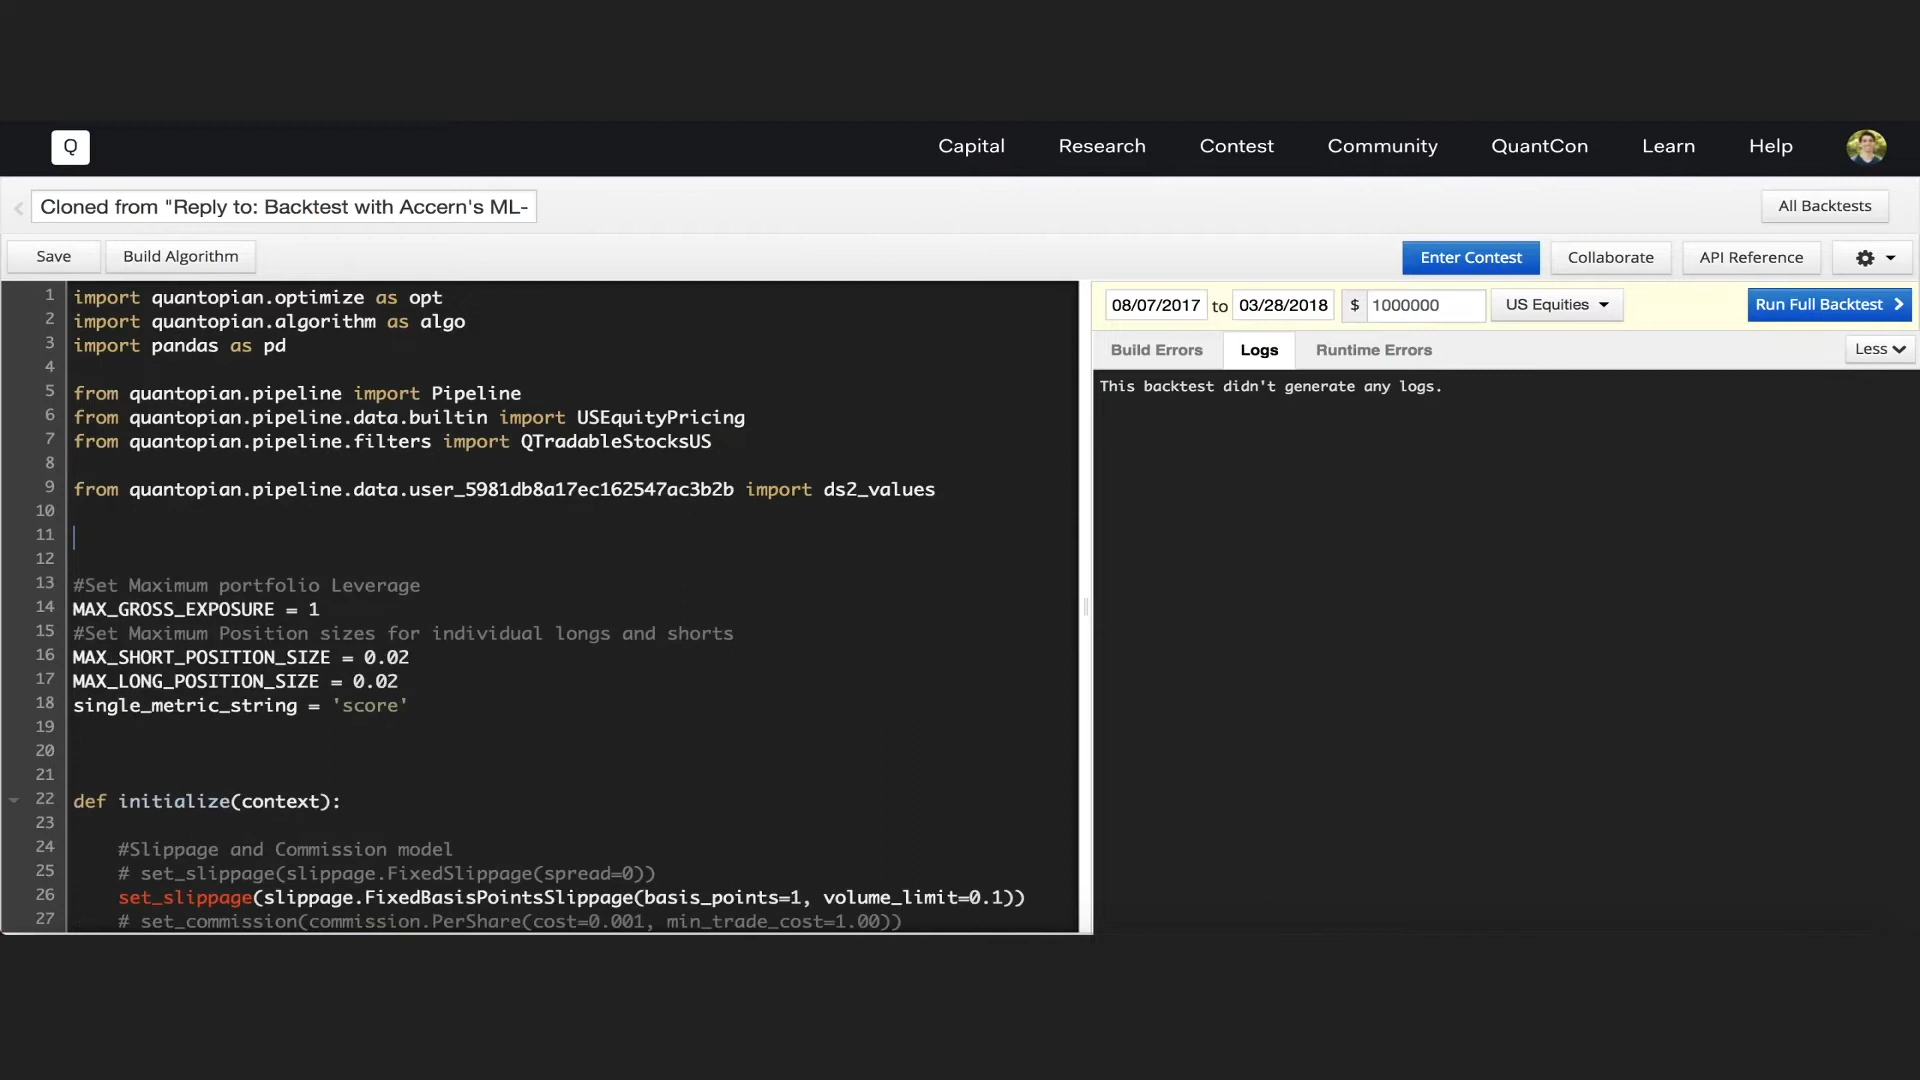 Q
Capital Research Contest Community QuantCon Learn Help
Cloned from "Reply to: Backtest with Accern's ML-
All Backtests
Save Build Algorithm
Enter Contest Collaborate API Reference
1 import quantopian.optimize as opt
2 import quantopian.algorithm as algo
3 import pandas as pd
4
5 from quantopian.pipeline import Pipeline
6 from quantopian.pipeline.data.builtin import USEquityPricing
7 from quantopian.pipeline.filters import QTradableStocksUS
8
9 from quantopian.pipeline.data.user_5981db8a17ec162547ac3b2b import ds2_values
10
11
12
13 #Set Maximum portfolio Leverage
14 MAX_GROSS_EXPOSURE = 1
15 #Set Maximum Position sizes for individual longs and shorts
16 MAX_SHORT_POSITION_SIZE = 0.02
17 MAX_LONG_POSITION_SIZE = 0.02
18 single_metric_string = 'score'
19
20
21
22 def initialize(context):
23
24 #Slippage and Commission model
25 # set_slippage(slippage.FixedSlippage(spread=0))
26 set_slippage(slippage.FixedBasisPointsSlippage(basis_points=1, volume_limit=0.1))
27 # set_commission(commission.PerShare(cost=0.001, min_trade_cost=1.00))
08/07/2017 to 03/28/2018 $ 1000000 US Equities Run Full Backtest
Build Errors Logs Runtime Errors Less
This backtest didn't generate any logs.